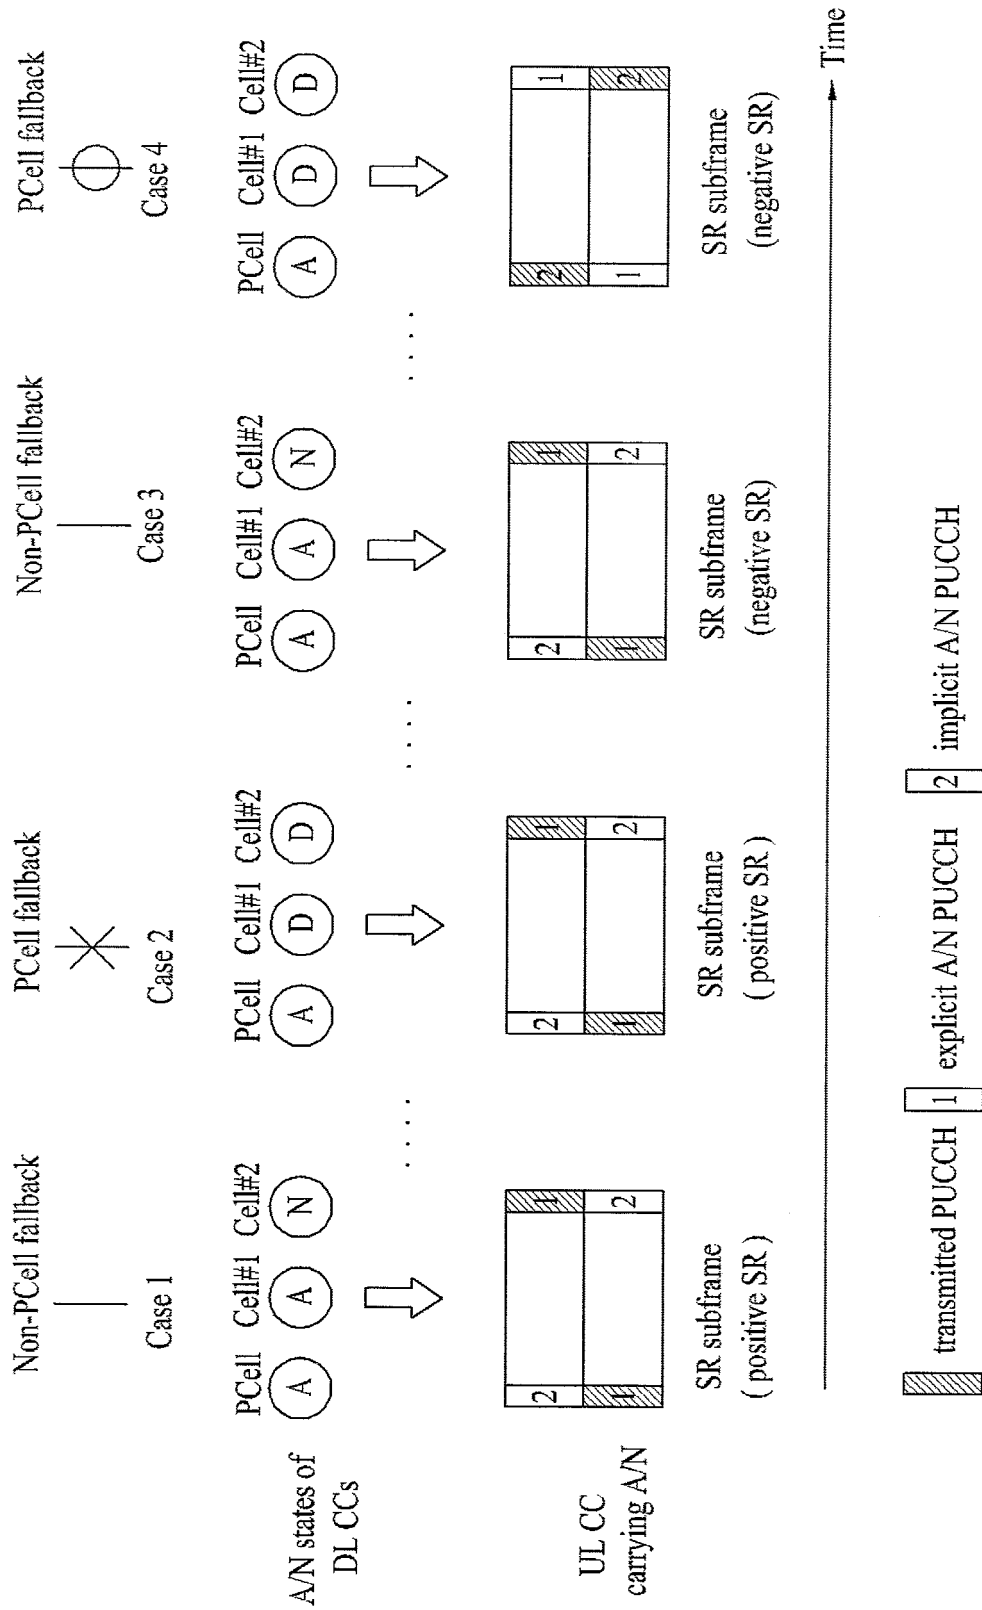 Non-PCell fallback
PCell fallback
Non-PCell fallback
PCell fallback
Case 1
Case 2
Case 3
Case 4
A/N states of
DL CCs
PCell Cell#1 Cell#2
A A N
PCell Cell#1 Cell#2
A D D
PCell Cell#1 Cell#2
A A N
PCell Cell#1 Cell#2
A D D
. . . .
. . . .
. . . .
UL CC
carrying A/N
2 1
1 2
2 1
1 2
2 1
1 2
2 1
1 2
SR subframe
( positive SR )
SR subframe
( positive SR )
SR subframe
(negative SR)
SR subframe
(negative SR)
Time
transmitted PUCCH
1 explicit A/N PUCCH
2 implicit A/N PUCCH